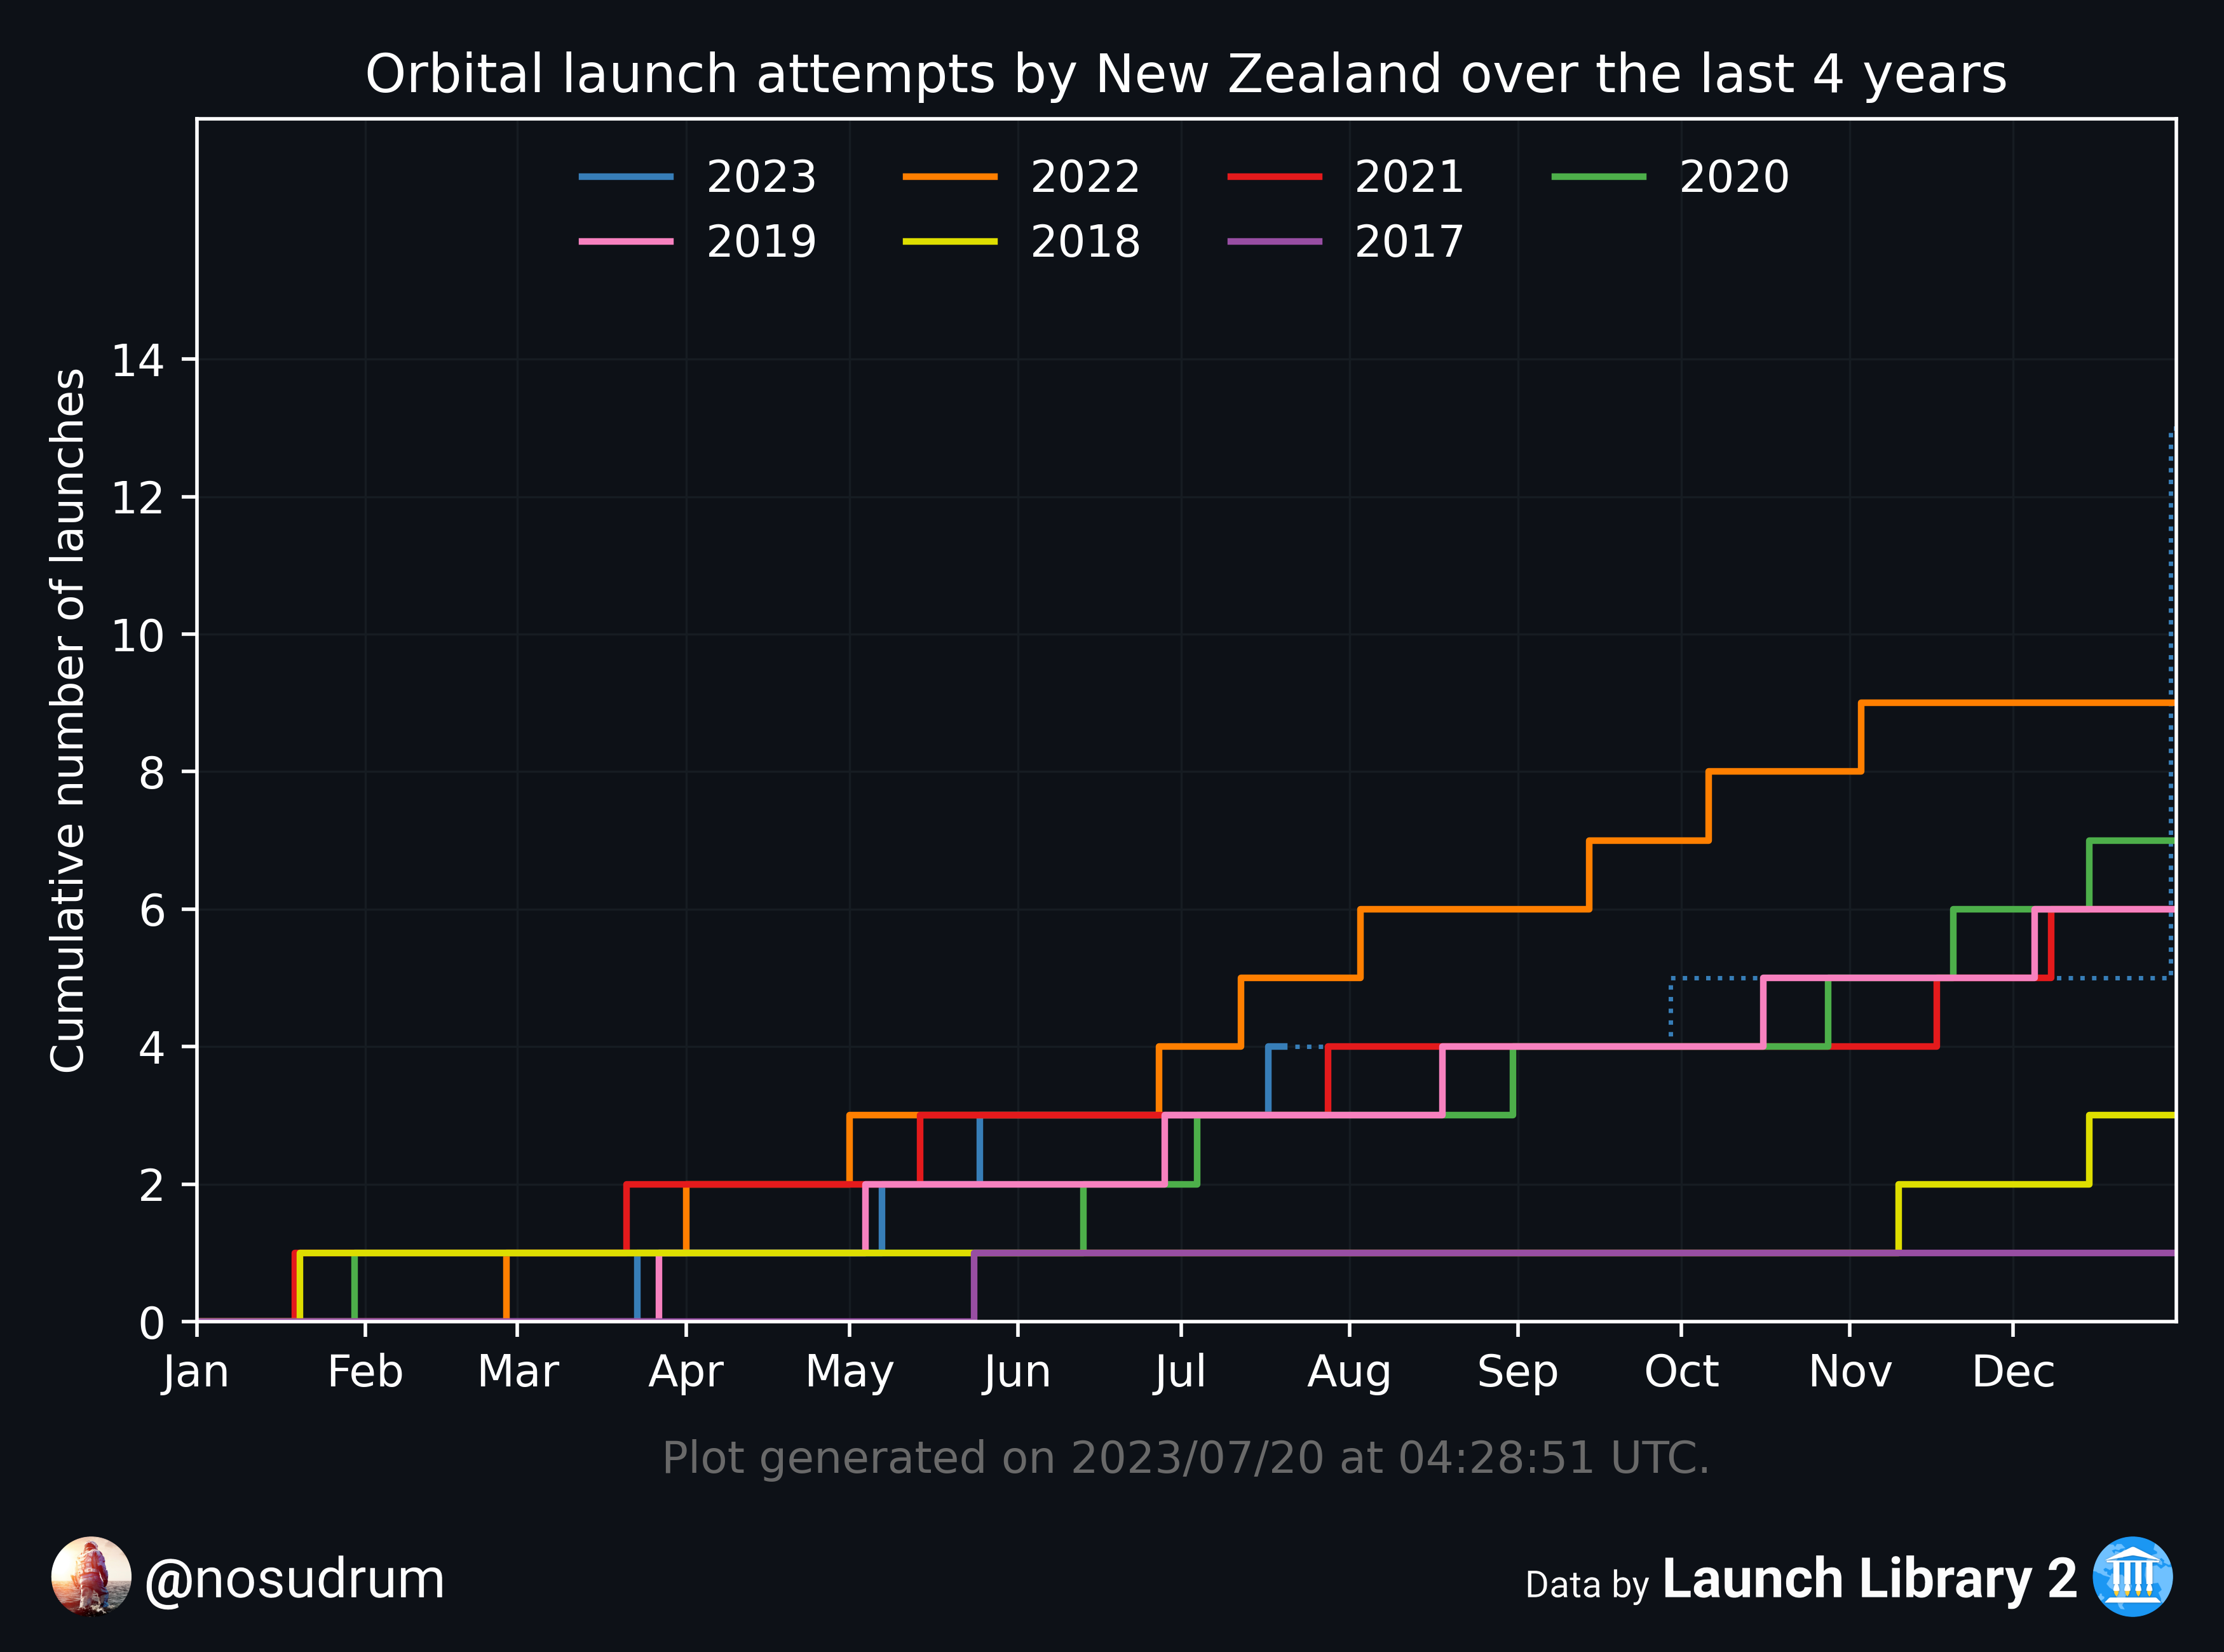 Orbital launch attempts by New Zealand over the last 4 years
2023 2022 2021 2020
2019 2018 2017
Cumulative number of launches
14
12
10
8
6
4
2
0
Jan Feb Mar Apr May Jun Jul Aug Sep Oct Nov Dec
Plot generated on 2023/07/20 at 04:28:51 UTC.
@nosudrum
Data by Launch Library 2